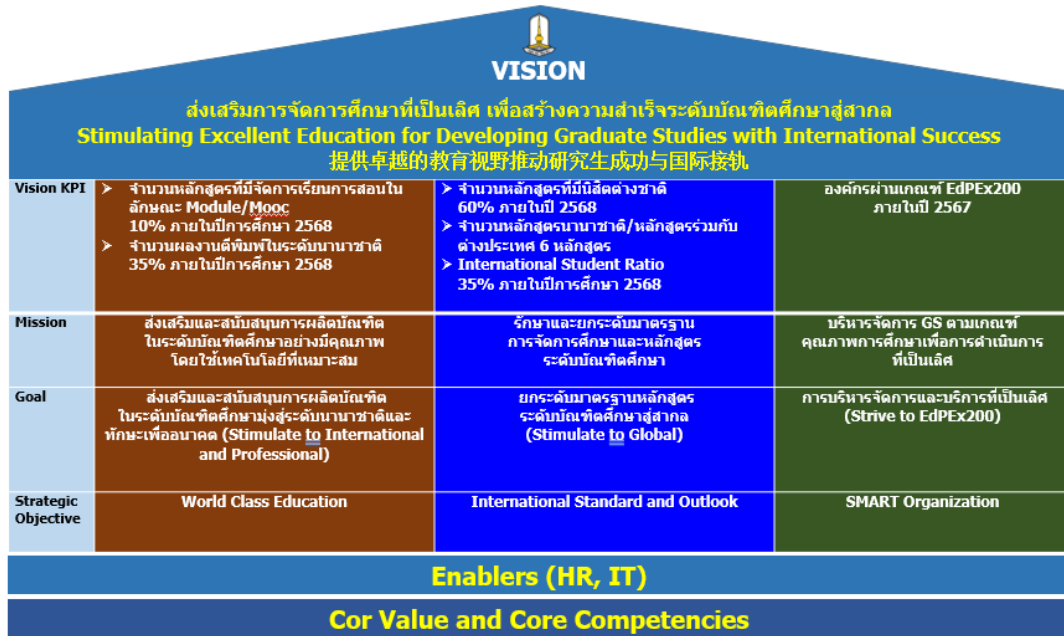 VISION
ส่งเสริมการจัดการศึกษาที่เป็นเลิศ เพื่อสร้างความสำเร็จระดับบัณฑิตศึกษาสู่สากล
Stimulating Excellent Education for Developing Graduate Studies with International Success
提供卓越的教育视野推动研究生成功与国际接轨
Vision KPI
➢ จำนวนหลักสูตรที่มีจัดการเรียนการสอนใน
ลักษณะ Module/Mooc
10% ภายในปีการศึกษา 2568
➢ จำนวนผลงานตีพิมพ์ในระดับนานาชาติ
35% ภายในปีการศึกษา 2568
➢ จำนวนหลักสูตรที่มีนิสิตต่างชาติ
60% ภายในปี 2568
➢ จำนวนหลักสูตรนานาชาติ/หลักสูตรร่วมกับ
ต่างประเทศ 6 หลักสูตร
➢ International Student Ratio
35% ภายในปีการศึกษา 2568
องค์กรผ่านเกณฑ์ EdPEx200
ภายในปี 2567
Mission
ส่งเสริมและสนับสนุนการผลิตบัณฑิต
ในระดับบัณฑิตศึกษาอย่างมีคุณภาพ
โดยใช้เทคโนโลยีที่เหมาะสม
รักษาและยกระดับมาตรฐาน
การจัดการศึกษาและหลักสูตร
ระดับบัณฑิตศึกษา
บริหารจัดการ GS ตามเกณฑ์
คุณภาพการศึกษาเพื่อการดำเนินการ
ที่เป็นเลิศ
Goal
ส่งเสริมและสนับสนุนการผลิตบัณฑิต
ในระดับบัณฑิตศึกษามุ่งสู่ระดับนานาชาติและ
ทักษะเพื่ออนาคต (Stimulate to International
and Professional)
ยกระดับมาตรฐานหลักสูตร
ระดับบัณฑิตศึกษาสู่สากล
(Stimulate to Global)
การบริหารจัดการและบริการที่เป็นเลิศ
(Strive to EdPEx200)
Strategic
Objective
World Class Education
International Standard and Outlook
SMART Organization
Enablers (HR, IT)
Cor Value and Core Competencies